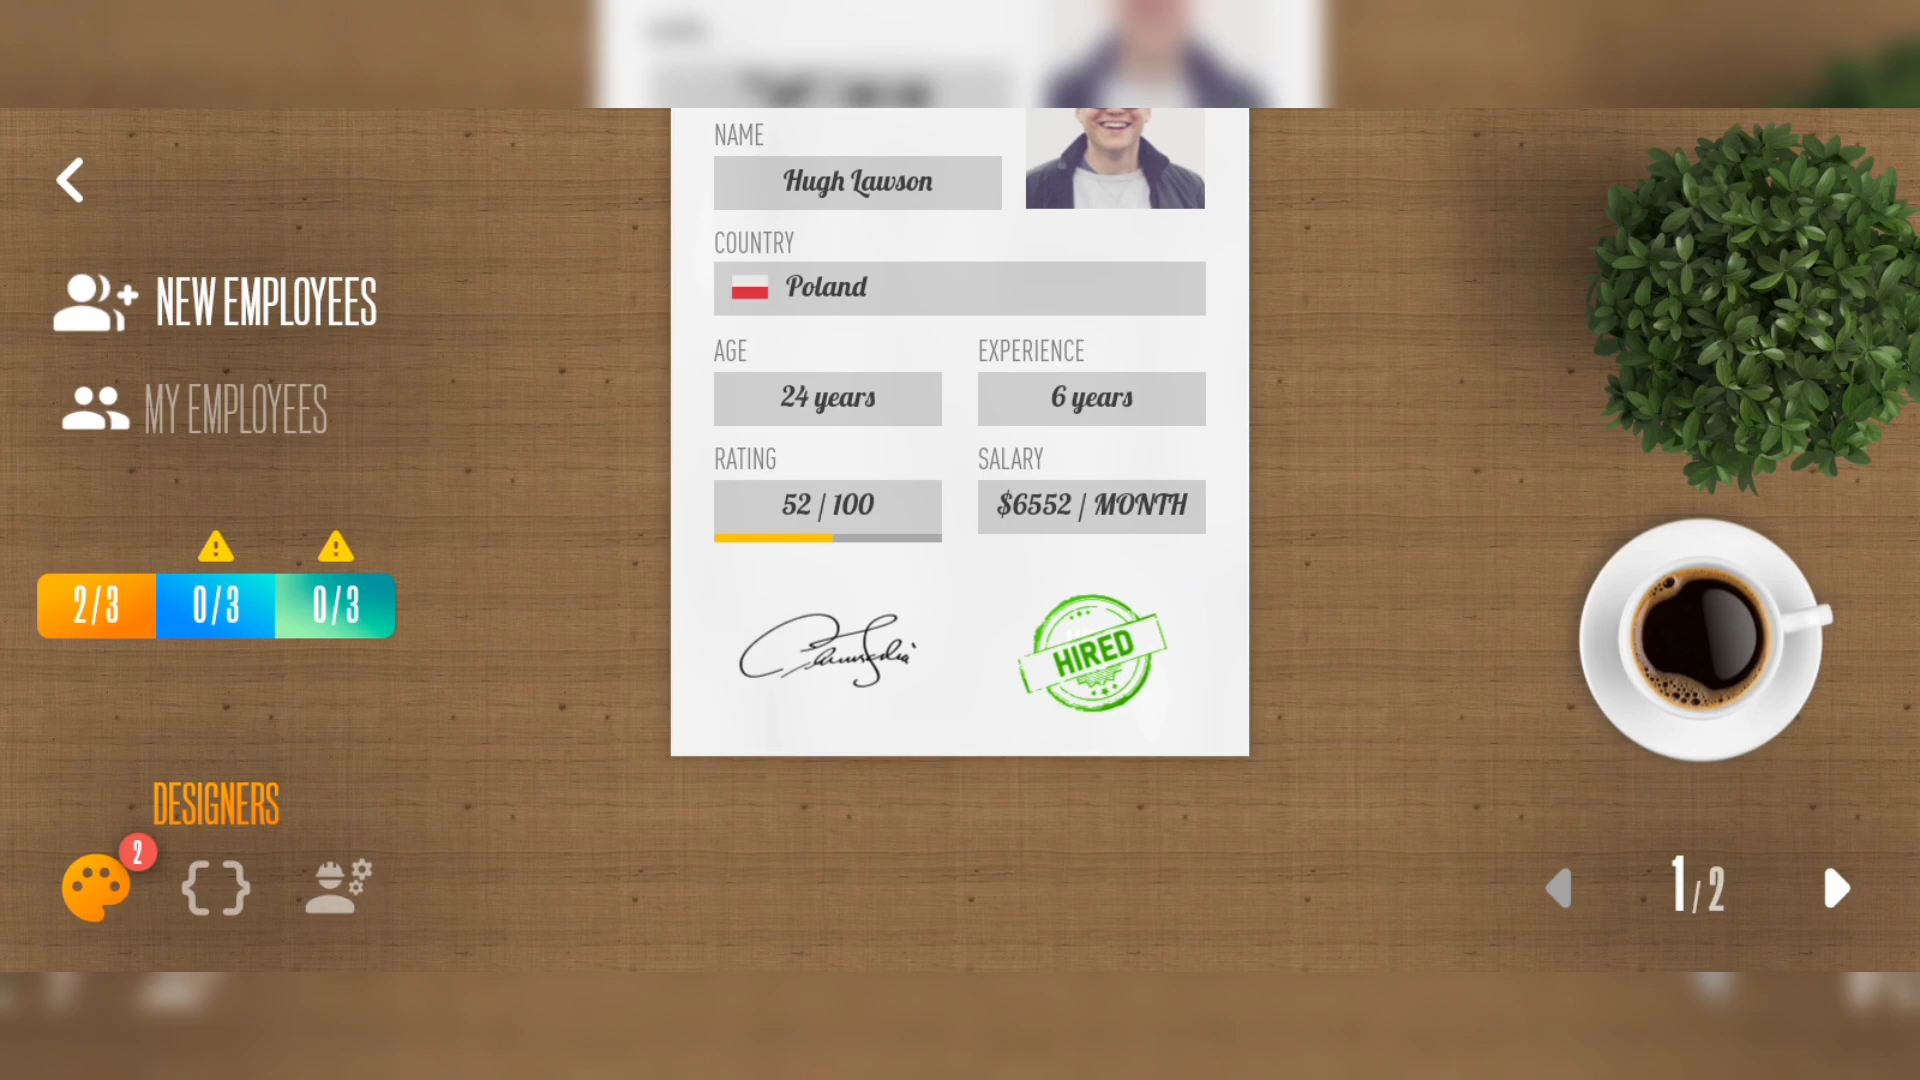 NAME
Hugh Lawson
COUNTRY
Poland
AGE
EXPERIENCE
24 years
6 years
RATING
SALARY
52 / 100
$6552 / MONTH
HIRED
NEW EMPLOYEES
MY EMPLOYEES
2/3
0/3
0/3
DESIGNERS
2
1/2